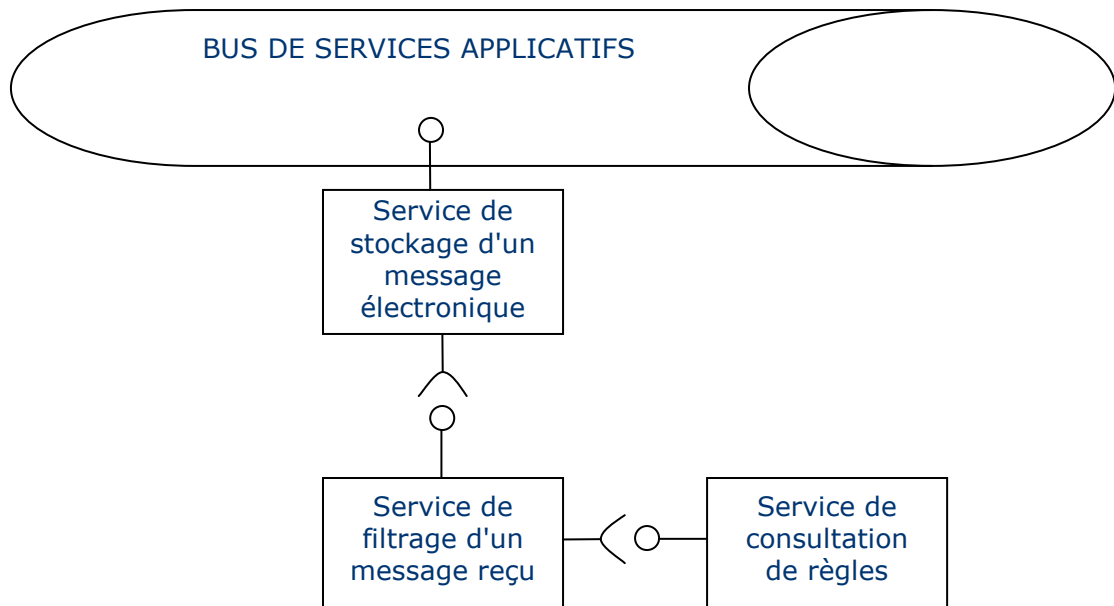 BUS DE SERVICES APPLICATIFS
Service de
stockage d'un
message
électronique
Service de
filtrage d'un
message reçu
Service de
consultation
de règles